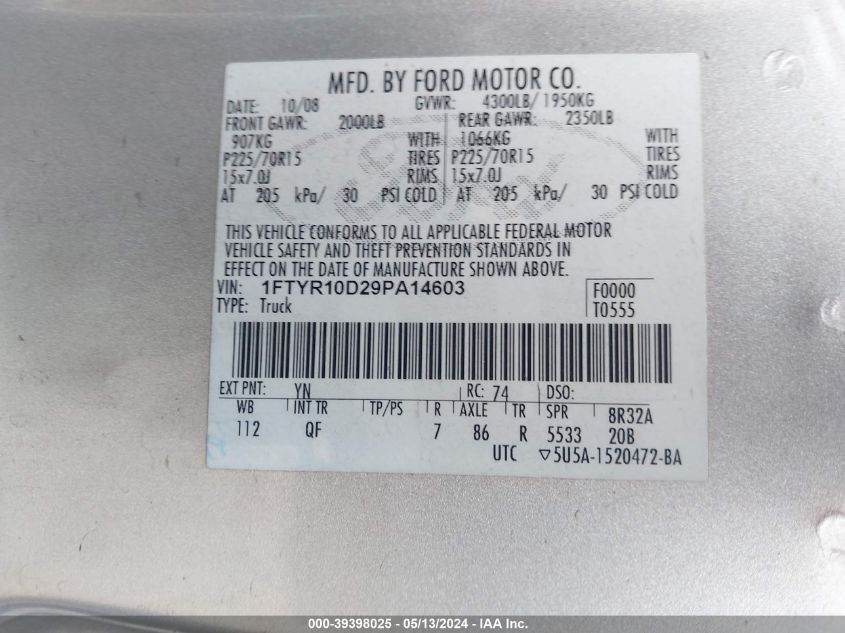 MFD. BY FORD MOTOR CO.
DATE: 10/08 GVWR: 4300LB/ 1950KG
FRONT GAWR: 2000LB REAR GAWR: 2350LB
907KG WITH 1066KG WITH
P225/70R15 TIRES P225/70R15 TIRES
15x7.0J RIMS 15x7.0J RIMS
AT 205 kPa/ 30 PSI COLD AT 205 kPa/ 30 PSI COLD
THIS VEHICLE CONFORMS TO ALL APPLICABLE FEDERAL MOTOR
VEHICLE SAFETY AND THEFT PREVENTION STANDARDS IN
EFFECT ON THE DATE OF MANUFACTURE SHOWN ABOVE.
VIN: 1FTYR10D29PA14603 F0000
TYPE: Truck T0555
EXT PNT: YN RC: 74 DSO:
WB INT TR TP/PS R AXLE TR SPR 8R32A
112 QF 7 86 R 5533 20B
UTC ▽5U5A-1520472-BA
000-39398025 - 05/13/2024 - IAA Inc.